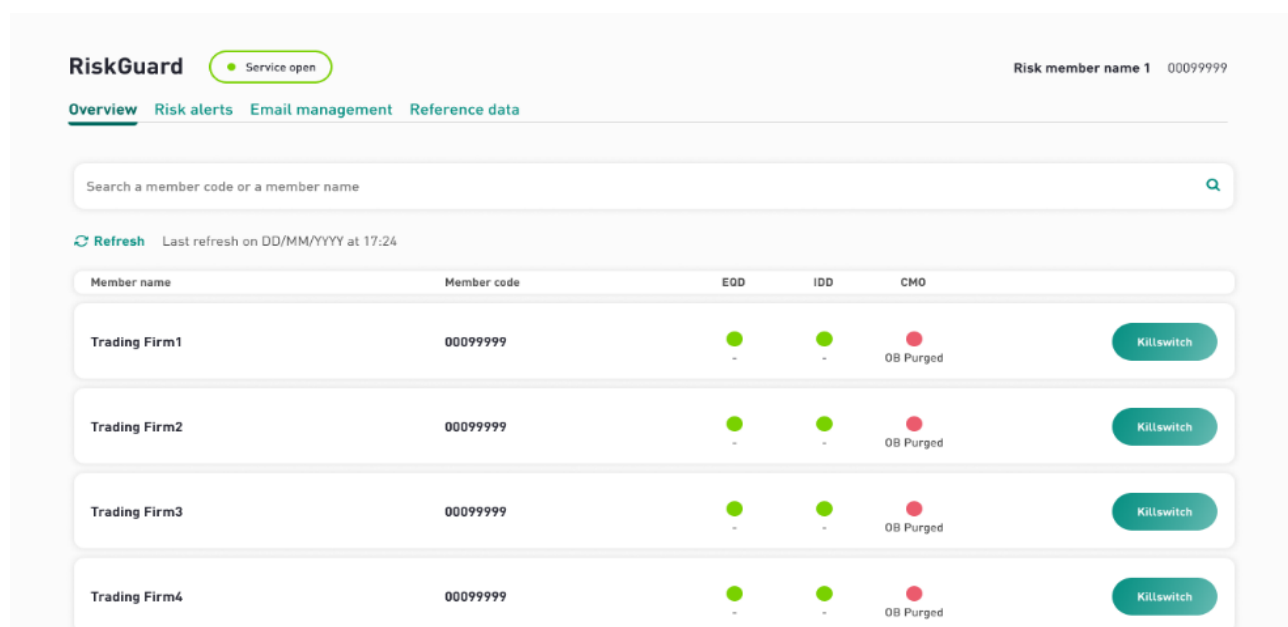 RiskGuard Service open Risk member name 1 00099999
Overview Risk alerts Email management Reference data
Search a member code or a member name
Refresh Last refresh on DD/MM/YYYY at 17:24
Member name Member code EQD IDD CMO
Trading Firm1 00099999 Killswitch
- - OB Purged
Trading Firm2 00099999 Killswitch
- - OB Purged
Trading Firm3 00099999 Killswitch
- - OB Purged
Trading Firm4 00099999 Killswitch
- - OB Purged